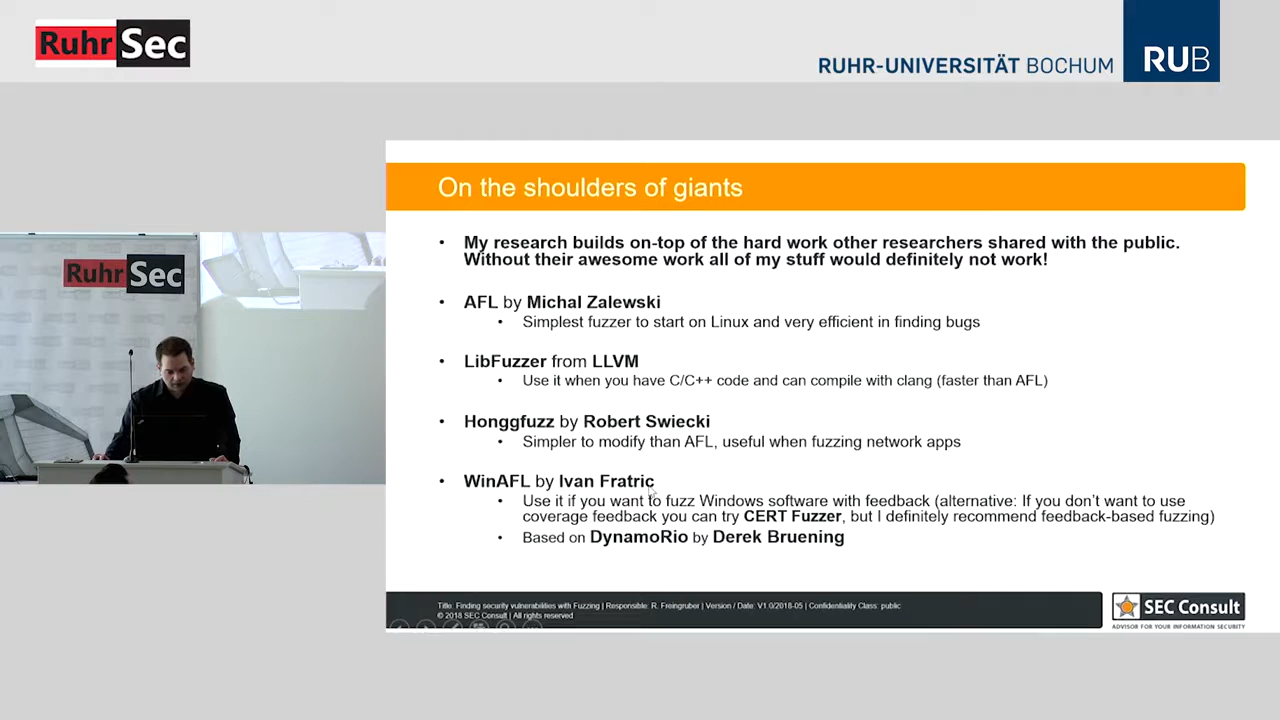 RuhrSec
RUHR-UNIVERSITÄT BOCHUM
RUB
On the shoulders of giants
• My research builds on-top of the hard work other researchers shared with the public.
Without their awesome work all of my stuff would definitely not work!
• AFL by Michal Zalewski
• Simplest fuzzer to start on Linux and very efficient in finding bugs
• LibFuzzer from LLVM
• Use it when you have C/C++ code and can compile with clang (faster than AFL)
• Honggfuzz by Robert Swiecki
• Simpler to modify than AFL, useful when fuzzing network apps
• WinAFL by Ivan Fratric
• Use it if you want to fuzz Windows software with feedback (alternative: If you don't want to use
coverage feedback you can try CERT Fuzzer, but I definitely recommend feedback-based fuzzing)
• Based on DynamoRio by Derek Bruening
Title: Finding security vulnerabilities with Fuzzing | Responsible: R. Freingruber | Version / Date: V1.0/2018-05 | Confidentiality Class: public
© 2018 SEC Consult | All rights reserved
SEC Consult
ADVISOR FOR YOUR INFORMATION SECURITY
RuhrSec